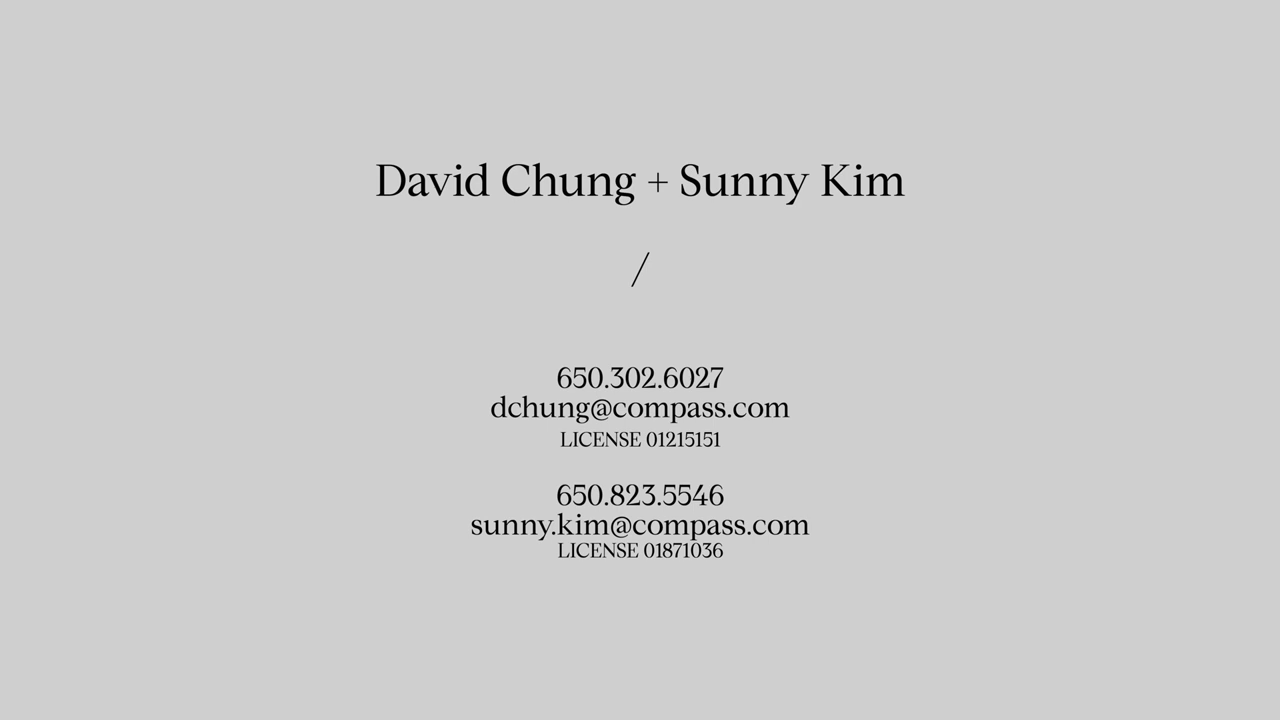 David Chung + Sunny Kim
/
650.302.6027
dchung@compass.com
LICENSE 01215151
650.823.5546
sunny.kim@compass.com
LICENSE 01871036